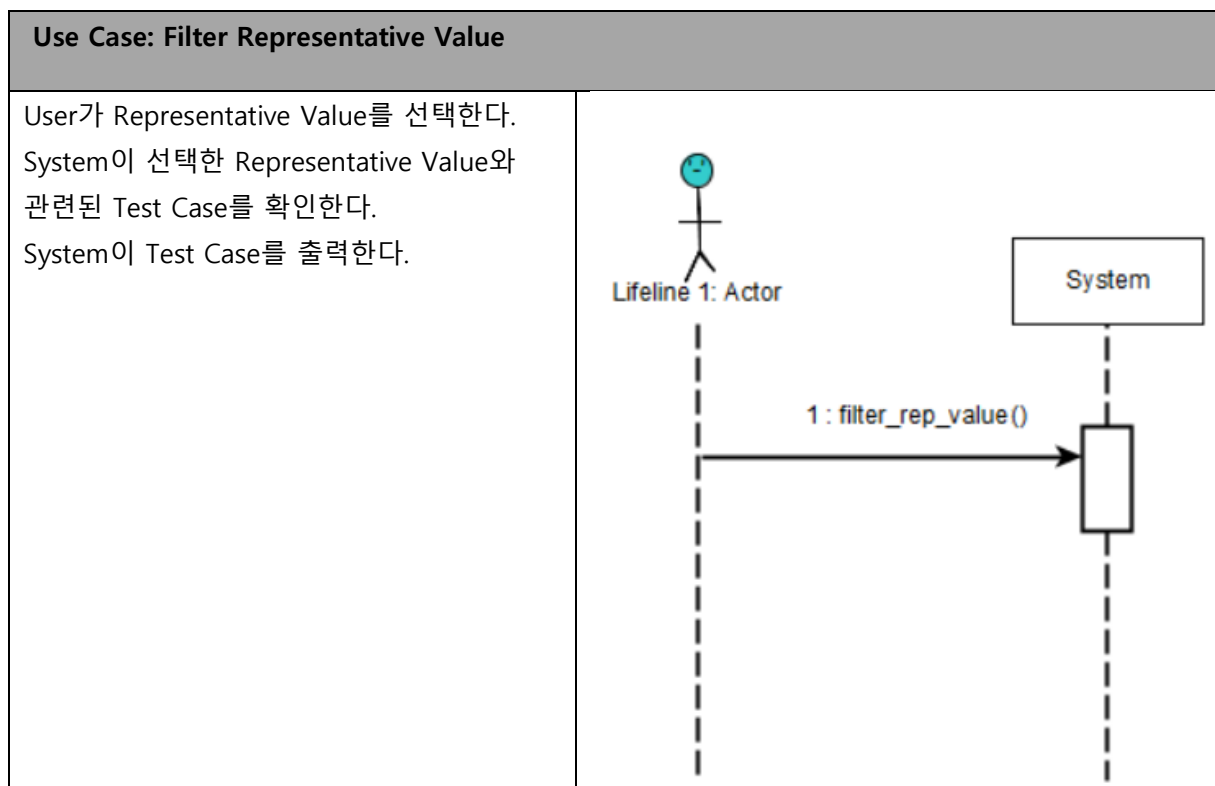 Use Case: Filter Representative Value
User가 Representative Value를 선택한다.
System이 선택한 Representative Value와
관련된 Test Case를 확인한다.
System이 Test Case를 출력한다.
Lifeline 1: Actor
System
1 : filter_rep_value()